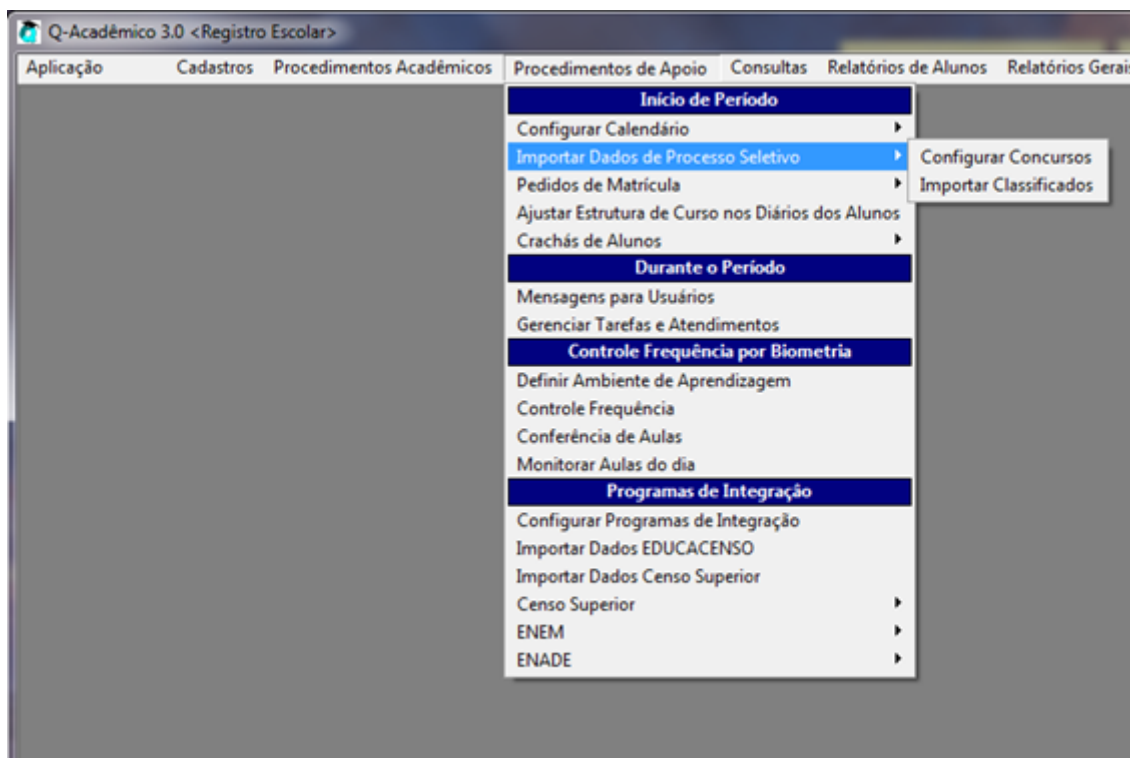 Q-Acadêmico 3.0 <Registro Escolar>
Aplicação Cadastros Procedimentos Acadêmicos Procedimentos de Apoio Consultas Relatórios de Alunos Relatórios Gerais
Início de Período
Configurar Calendário
Importar Dados de Processo Seletivo Configurar Concursos
Pedidos de Matrícula Importar Classificados
Ajustar Estrutura de Curso nos Diários dos Alunos
Crachás de Alunos
Durante o Período
Mensagens para Usuários
Gerenciar Tarefas e Atendimentos
Controle Frequência por Biometria
Definir Ambiente de Aprendizagem
Controle Frequência
Conferência de Aulas
Monitorar Aulas do dia
Programas de Integração
Configurar Programas de Integração
Importar Dados EDUCACENSO
Importar Dados Censo Superior
Censo Superior
ENEM
ENADE